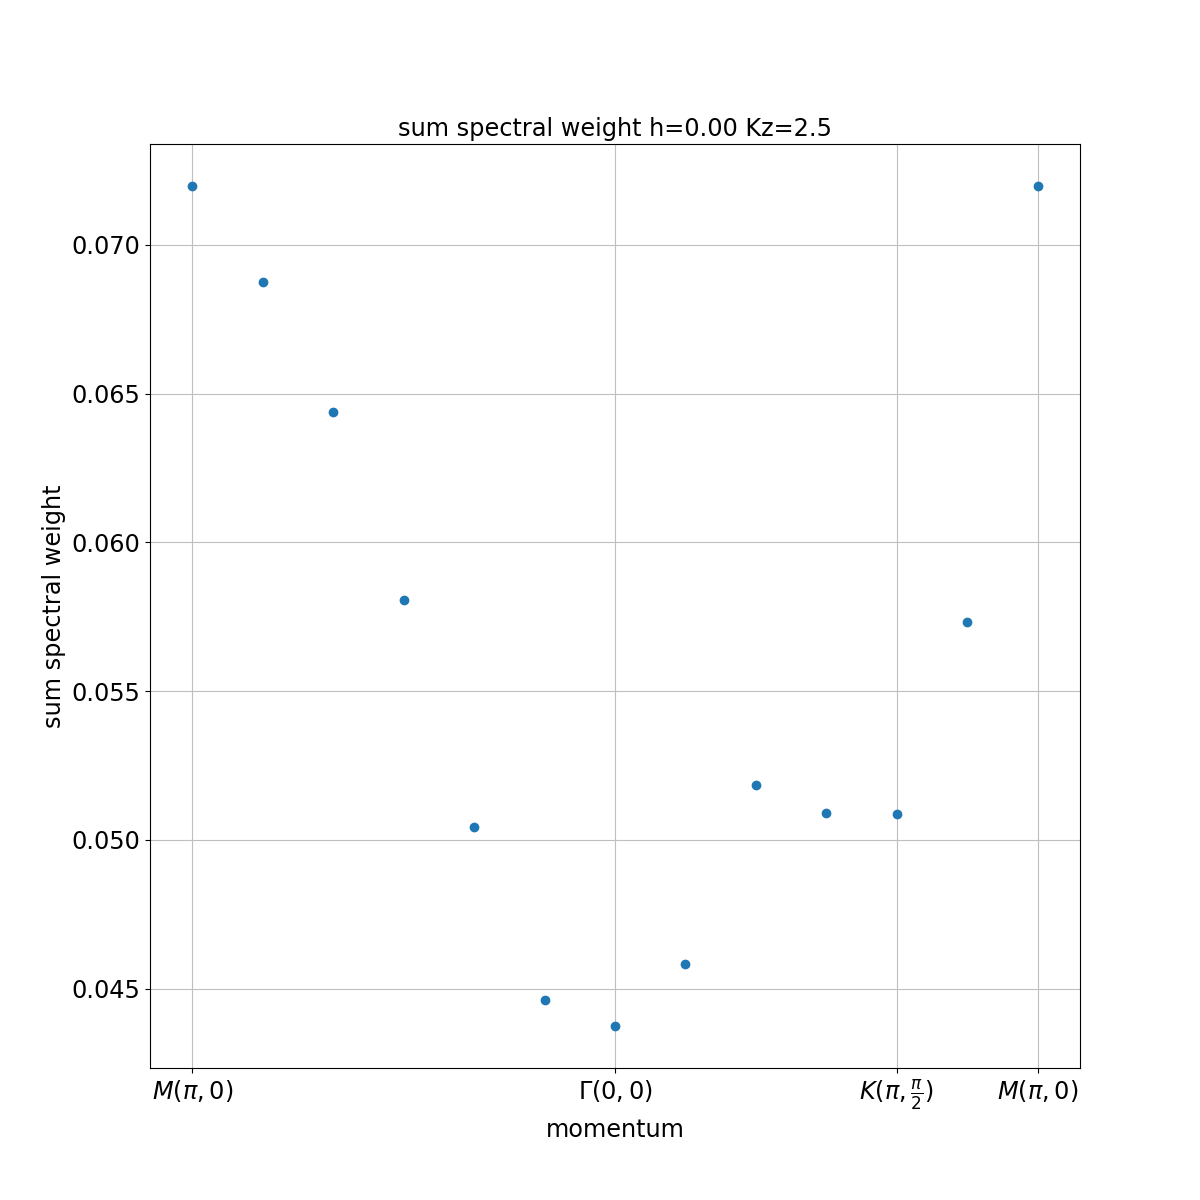 sum spectral weight h=0.00 Kz=2.5
0.070
0.065
0.060
0.055
0.050
0.045
sum spectral weight
M(π, 0) Γ(0, 0) K(π, π/2) M(π, 0)
momentum